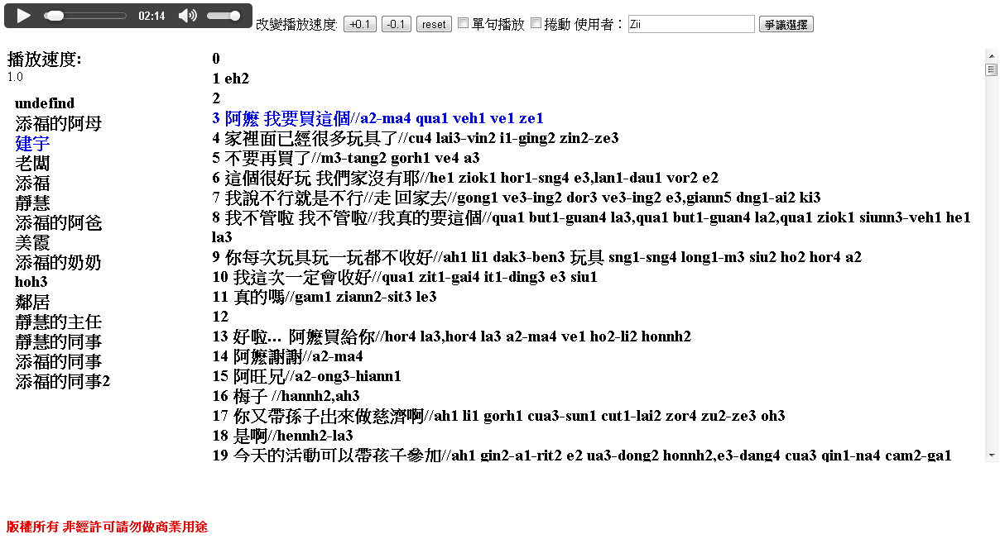 02:14 改變播放速度: +0.1 -0.1 reset 單句播放 捲動 使用者： Zii 爭議選擇
播放速度:
1.0
undefind
添福的阿母
建宇
老闆
添福
靜慧
添福的阿爸
美霞
添福的奶奶
hoh3
鄰居
靜慧的主任
靜慧的同事
添福的同事
添福的同事2
0
1 eh2
2
3 阿嬤 我要買這個//a2-ma4 qua1 veh1 ve1 ze1
4 家裡面已經很多玩具了//cu4 lai3-vin2 i1-ging2 zin2-ze3
5 不要再買了//m3-tang2 gorh1 ve4 a3
6 這個很好玩 我們家沒有耶//he1 ziok1 hor1-sng4 e3,lan1-dau1 vor2 e2
7 我說不行就是不行//走 回家去//gong1 ve3-ing2 dor3 ve3-ing2 e3,giann5 dng1-ai2 ki3
8 我不管啦 我不管啦//我真的要這個//qua1 but1-guan4 la3,qua1 but1-guan4 la2,qua1 ziok1 siunn3-veh1 he1
la3
9 你每次玩具玩一玩都不收好//ah1 li1 dak3-ben3 玩具 sng1-sng4 long1-m3 siu2 ho2 hor4 a2
10 我這次一定會收好//qua1 zit1-gai4 it1-ding3 e3 siu1
11 真的嗎//gam1 ziann2-sit3 le3
12
13 好啦... 阿嬤買給你//hor4 la3,hor4 la3 a2-ma4 ve1 ho2-li2 honnh2
14 阿嬤謝謝//a2-ma4
15 阿旺兄//a2-ong3-hiann1
16 梅子 //hannh2,ah3
17 你又帶孫子出來做慈濟啊//ah1 li1 gorh1 cua3-sun1 cut1-lai2 zor4 zu2-ze3 oh3
18 是啊//hennh2-la3
19 今天的活動可以帶孩子參加//ah1 gin2-a1-rit2 e2 ua3-dong2 honnh2,e3-dang4 cua3 qin1-na4 cam2-ga1
版權所有 非經許可請勿做商業用途